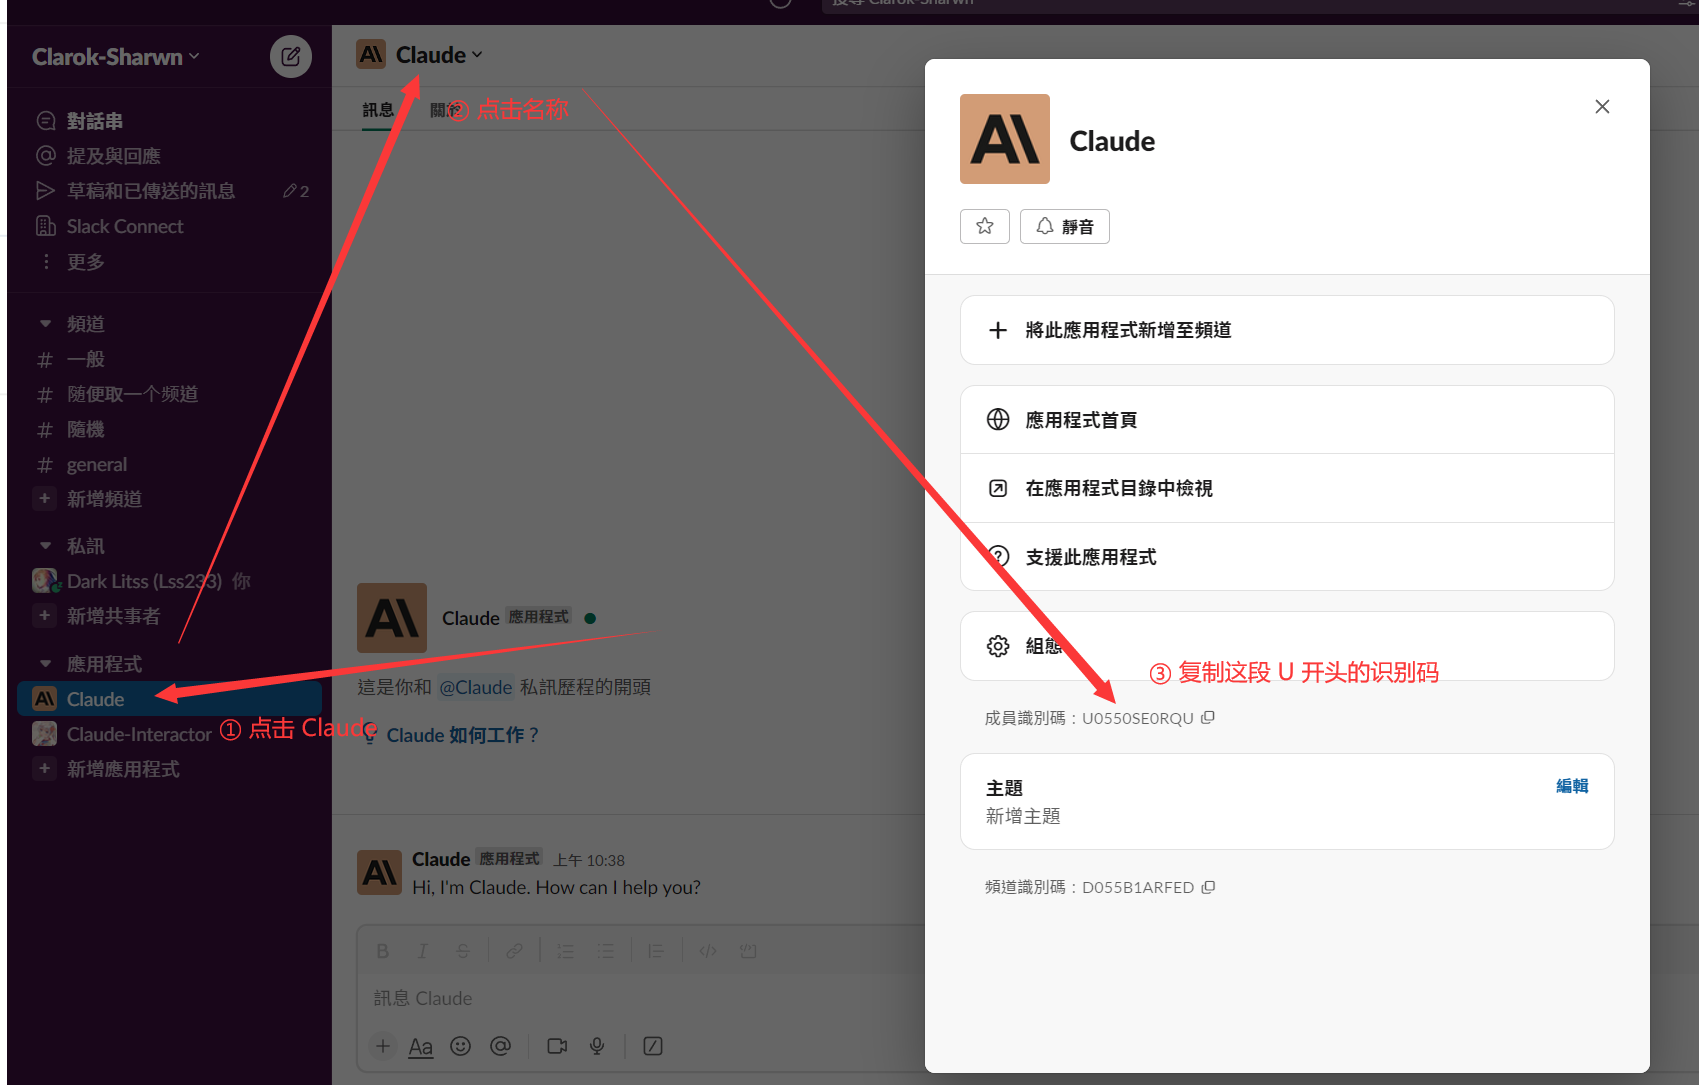 搜尋 Clarok-Sharwn
Clarok-Sharwn
對話串
提及與回應
草稿和已傳送的訊息 2
Slack Connect
更多
頻道
# 一般
# 随便取一个频道
# 隨機
# general
+ 新增頻道
私訊
Dark Litss (Lss233) 你
+ 新增共事者
應用程式
Claude
Claude-Interactor
+ 新增應用程式
① 点击 Claude
Claude
訊息
關於
② 点击名称
Claude 應用程式
這是你和 @Claude 私訊歷程的開頭
Claude 如何工作？
Claude 應用程式 上午 10:38
Hi, I'm Claude. How can I help you?
訊息 Claude
Aa
Claude
靜音
將此應用程式新增至頻道
應用程式首頁
在應用程式目錄中檢視
支援此應用程式
組態
③ 复制这段 U 开头的识别码
成員識別碼：U0550SE0RQU
主題
編輯
新增主題
頻道識別碼：D055B1ARFED